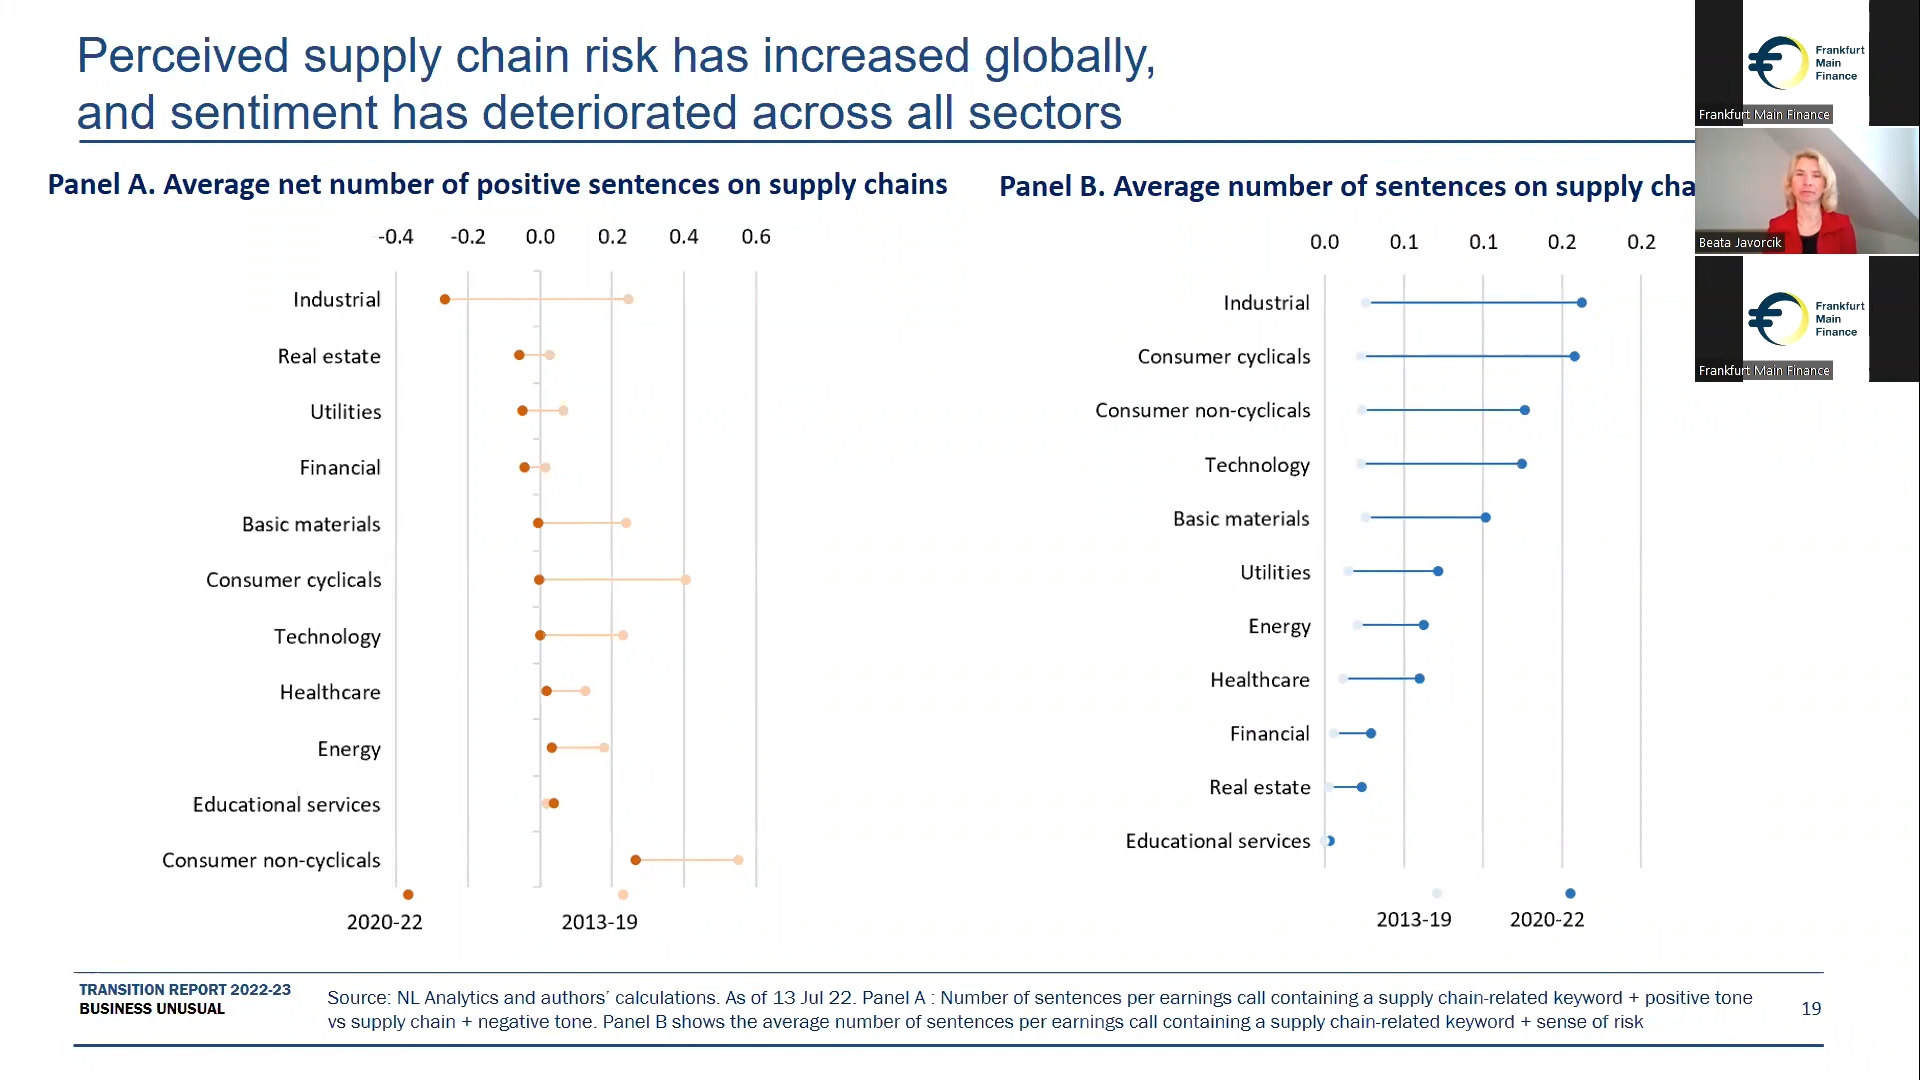 Perceived supply chain risk has increased globally,
and sentiment has deteriorated across all sectors
Panel A. Average net number of positive sentences on supply chains
-0.4 -0.2 0.0 0.2 0.4 0.6
Industrial
Real estate
Utilities
Financial
Basic materials
Consumer cyclicals
Technology
Healthcare
Energy
Educational services
Consumer non-cyclicals
2020-22 2013-19
Panel B. Average number of sentences on supply cha
0.0 0.1 0.1 0.2 0.2
Industrial
Consumer cyclicals
Consumer non-cyclicals
Technology
Basic materials
Utilities
Energy
Healthcare
Financial
Real estate
Educational services
2013-19 2020-22
Frankfurt
Main
Finance
Frankfurt Main Finance
Beata Javorcik
Frankfurt
Main
Finance
Frankfurt Main Finance
TRANSITION REPORT 2022-23
BUSINESS UNUSUAL
Source: NL Analytics and authors' calculations. As of 13 Jul 22. Panel A : Number of sentences per earnings call containing a supply chain-related keyword + positive tone
vs supply chain + negative tone. Panel B shows the average number of sentences per earnings call containing a supply chain-related keyword + sense of risk
19